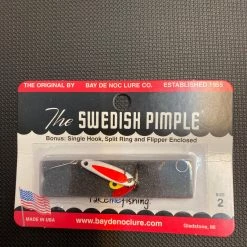 THE ORIGINAL BY BAY DE NOC LURE CO. ESTABLISHED 1955
The SWEDISH PIMPLE
Bonus: Single Hook, Split Ring and Flipper Enclosed
SIZE
2
Takemefishing
MADE IN USA
www.baydenoclure.com
Gladstone, MI